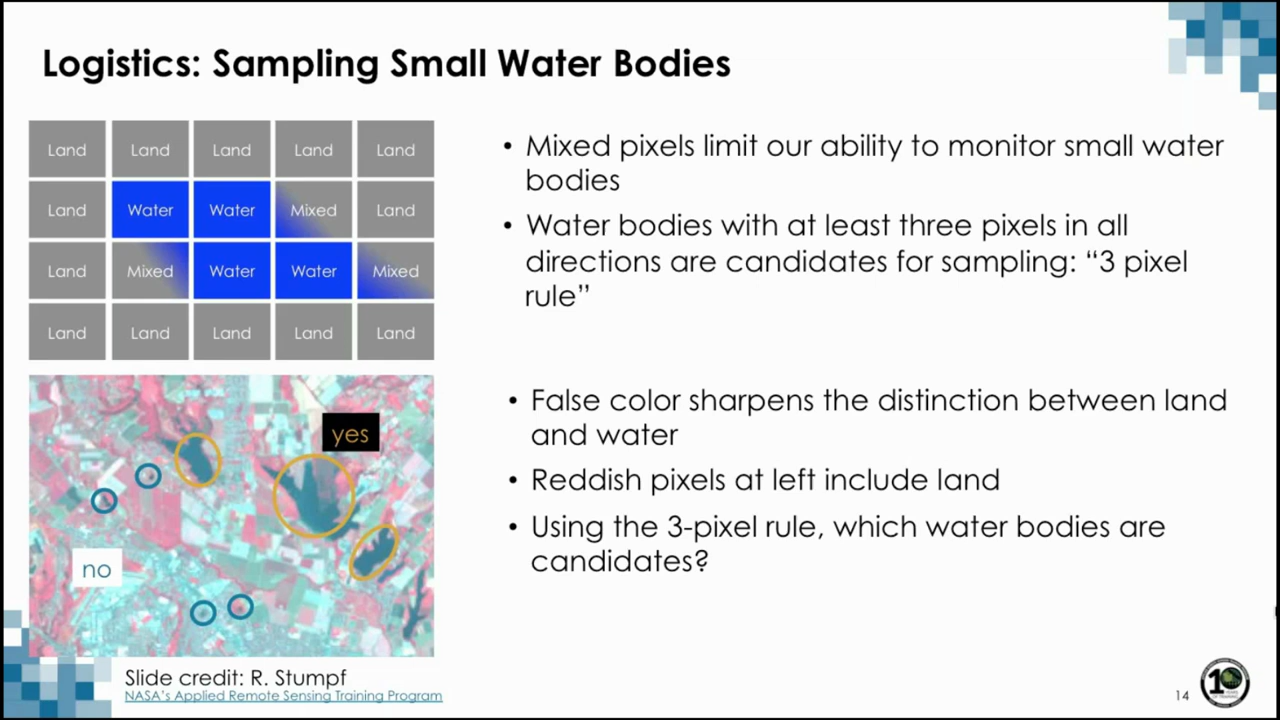 Logistics: Sampling Small Water Bodies
Land Land Land Land Land
Land Water Water Mixed Land
Land Mixed Water Water Mixed
Land Land Land Land Land
• Mixed pixels limit our ability to monitor small water
bodies
• Water bodies with at least three pixels in all
directions are candidates for sampling: “3 pixel
rule”
yes
no
• False color sharpens the distinction between land
and water
• Reddish pixels at left include land
• Using the 3-pixel rule, which water bodies are
candidates?
Slide credit: R. Stumpf
NASA's Applied Remote Sensing Training Program
14
10